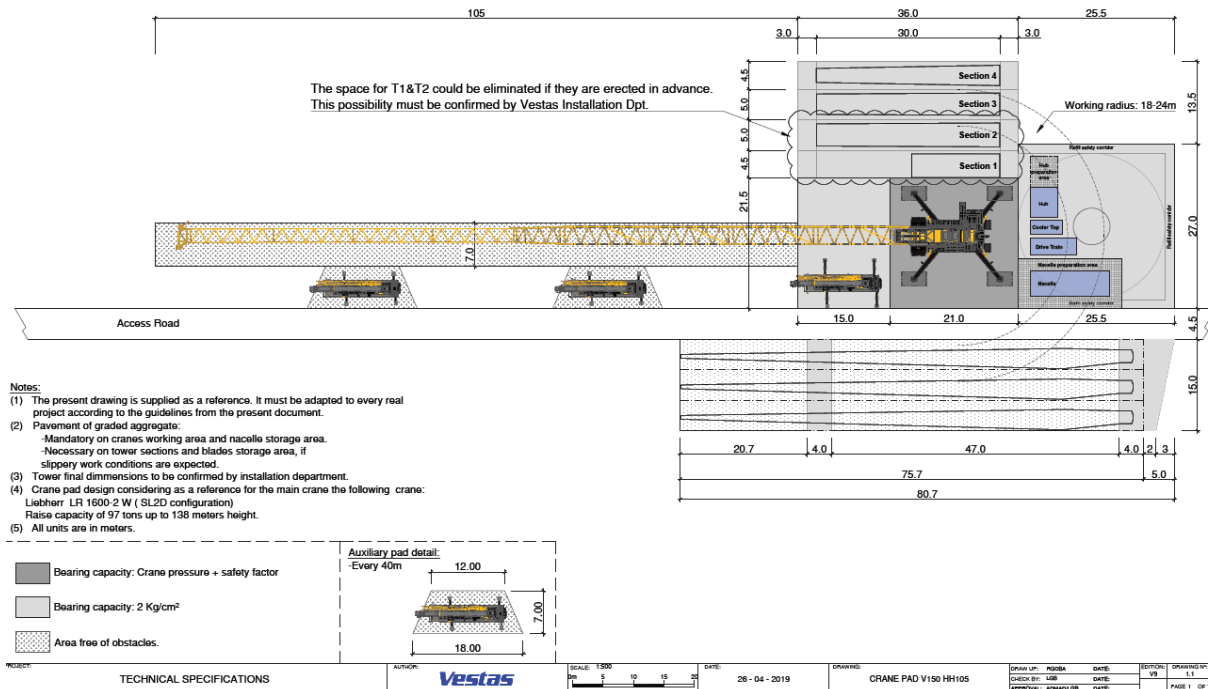 105
36.0
25.5
3.0
30.0
3.0
The space for T1&T2 could be eliminated if they are erected in advance.
This possibility must be confirmed by Vestas Installation Dpt.
Working radius: 18-24m
4.5
Section 4
5.0
Section 3
5.0
Section 2
4.5
Section 1
13.5
21.5
27.0
7.0
Refil safety corridor
Hub
preparation
area
Hub
Cooler Top
Drive Train
Nacelle preparation area
Nacelle
Refil safety corridor
Refil safety corridor
Access Road
15.0
21.0
25.5
4.5
15.0
20.7
4.0
47.0
4.0
2
3
75.7
5.0
80.7
Notes:
(1) The present drawing is supplied as a reference. It must be adapted to every real
project according to the guidelines from the present document.
(2) Pavement of graded aggregate:
-Mandatory on cranes working area and nacelle storage area.
-Necessary on tower sections and blades storage area, if
slippery work conditions are expected.
(3) Tower final dimmensions to be confirmed by installation department.
(4) Crane pad design considering as a reference for the main crane the following crane:
Liebherr LR 1600-2 W ( SL2D configuration)
Raise capacity of 97 tons up to 138 meters height.
(5) All units are in meters.
Bearing capacity: Crane pressure + safety factor
Bearing capacity: 2 Kg/cm²
Area free of obstacles.
Auxiliary pad detail:
-Every 40m
12.00
7.00
18.00
PROJECT:
TECHNICAL SPECIFICATIONS
AUTHOR:
Vestas
SCALE: 1:500
0m 5 10 15 20
DATE:
26 - 04 - 2019
DRAWING:
CRANE PAD V150 HH105
DRAW UP: RGGBA DATE:
CHECK BY: LGB DATE:
APPROVAL: DATE:
EDITION:
V9
DRAWING Nº:
1.1
PAGE 1 OF